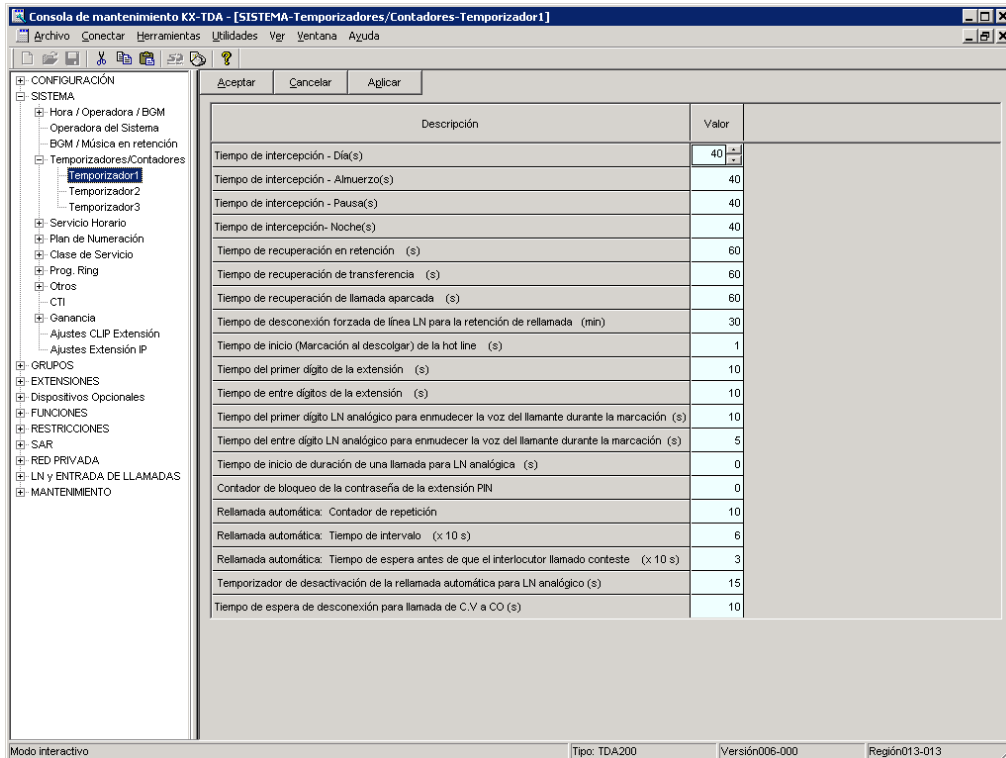 Consola de mantenimiento KX-TDA - [SISTEMA-Temporizadores/Contadores-Temporizador1]
Archivo Conectar Herramientas Utilidades Ver Ventana Ayuda
Aceptar Cancelar Aplicar
CONFIGURACIÓN
SISTEMA
Hora / Operadora / BGM
Operadora del Sistema
BGM / Música en retención
Temporizadores/Contadores
Temporizador1
Temporizador2
Temporizador3
Servicio Horario
Plan de Numeración
Clase de Servicio
Prog. Ring
Otros
CTI
Ganancia
Ajustes CLIP Extensión
Ajustes Extensión IP
GRUPOS
EXTENSIONES
Dispositivos Opcionales
FUNCIONES
RESTRICCIONES
SAR
RED PRIVADA
LN y ENTRADA DE LLAMADAS
MANTENIMIENTO
Descripción Valor
Tiempo de intercepción - Día(s) 40
Tiempo de intercepción - Almuerzo(s) 40
Tiempo de intercepción - Pausa(s) 40
Tiempo de intercepción- Noche(s) 40
Tiempo de recuperación en retención (s) 60
Tiempo de recuperación de transferencia (s) 60
Tiempo de recuperación de llamada aparcada (s) 60
Tiempo de desconexión forzada de línea LN para la retención de rellamada (min) 30
Tiempo de inicio (Marcación al descolgar) de la hot line (s) 1
Tiempo del primer dígito de la extensión (s) 10
Tiempo de entre dígitos de la extensión (s) 10
Tiempo del primer dígito LN analógico para enmudecer la voz del llamante durante la marcación (s) 10
Tiempo del entre dígito LN analógico para enmudecer la voz del llamante durante la marcación (s) 5
Tiempo de inicio de duración de una llamada para LN analógica (s) 0
Contador de bloqueo de la contraseña de la extensión PIN 0
Rellamada automática: Contador de repetición 10
Rellamada automática: Tiempo de intervalo (x 10 s) 6
Rellamada automática: Tiempo de espera antes de que el interlocutor llamado conteste (x 10 s) 3
Temporizador de desactivación de la rellamada automática para LN analógico (s) 15
Tiempo de espera de desconexión para llamada de C.V a CO (s) 10
Modo interactivo Tipo: TDA200 Versión006-000 Región013-013